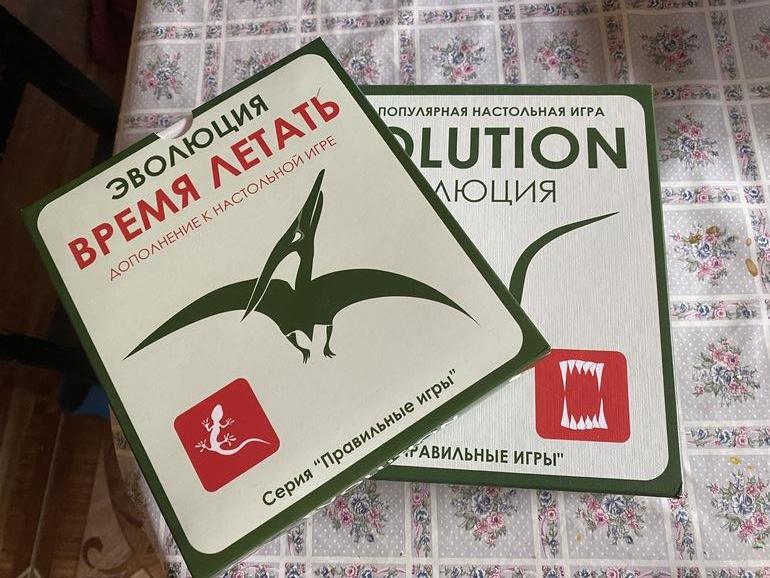 ЭВОЛЮЦИЯ
ВРЕМЯ ЛЕТАТЬ
ДОПОЛНЕНИЕ К НАСТОЛЬНОЙ ИГРЕ
Серия "Правильные игры"
ПОПУЛЯРНАЯ НАСТОЛЬНАЯ ИГРА
OLUTION
ЛЮЦИЯ
РАВИЛЬНЫЕ ИГРЫ"